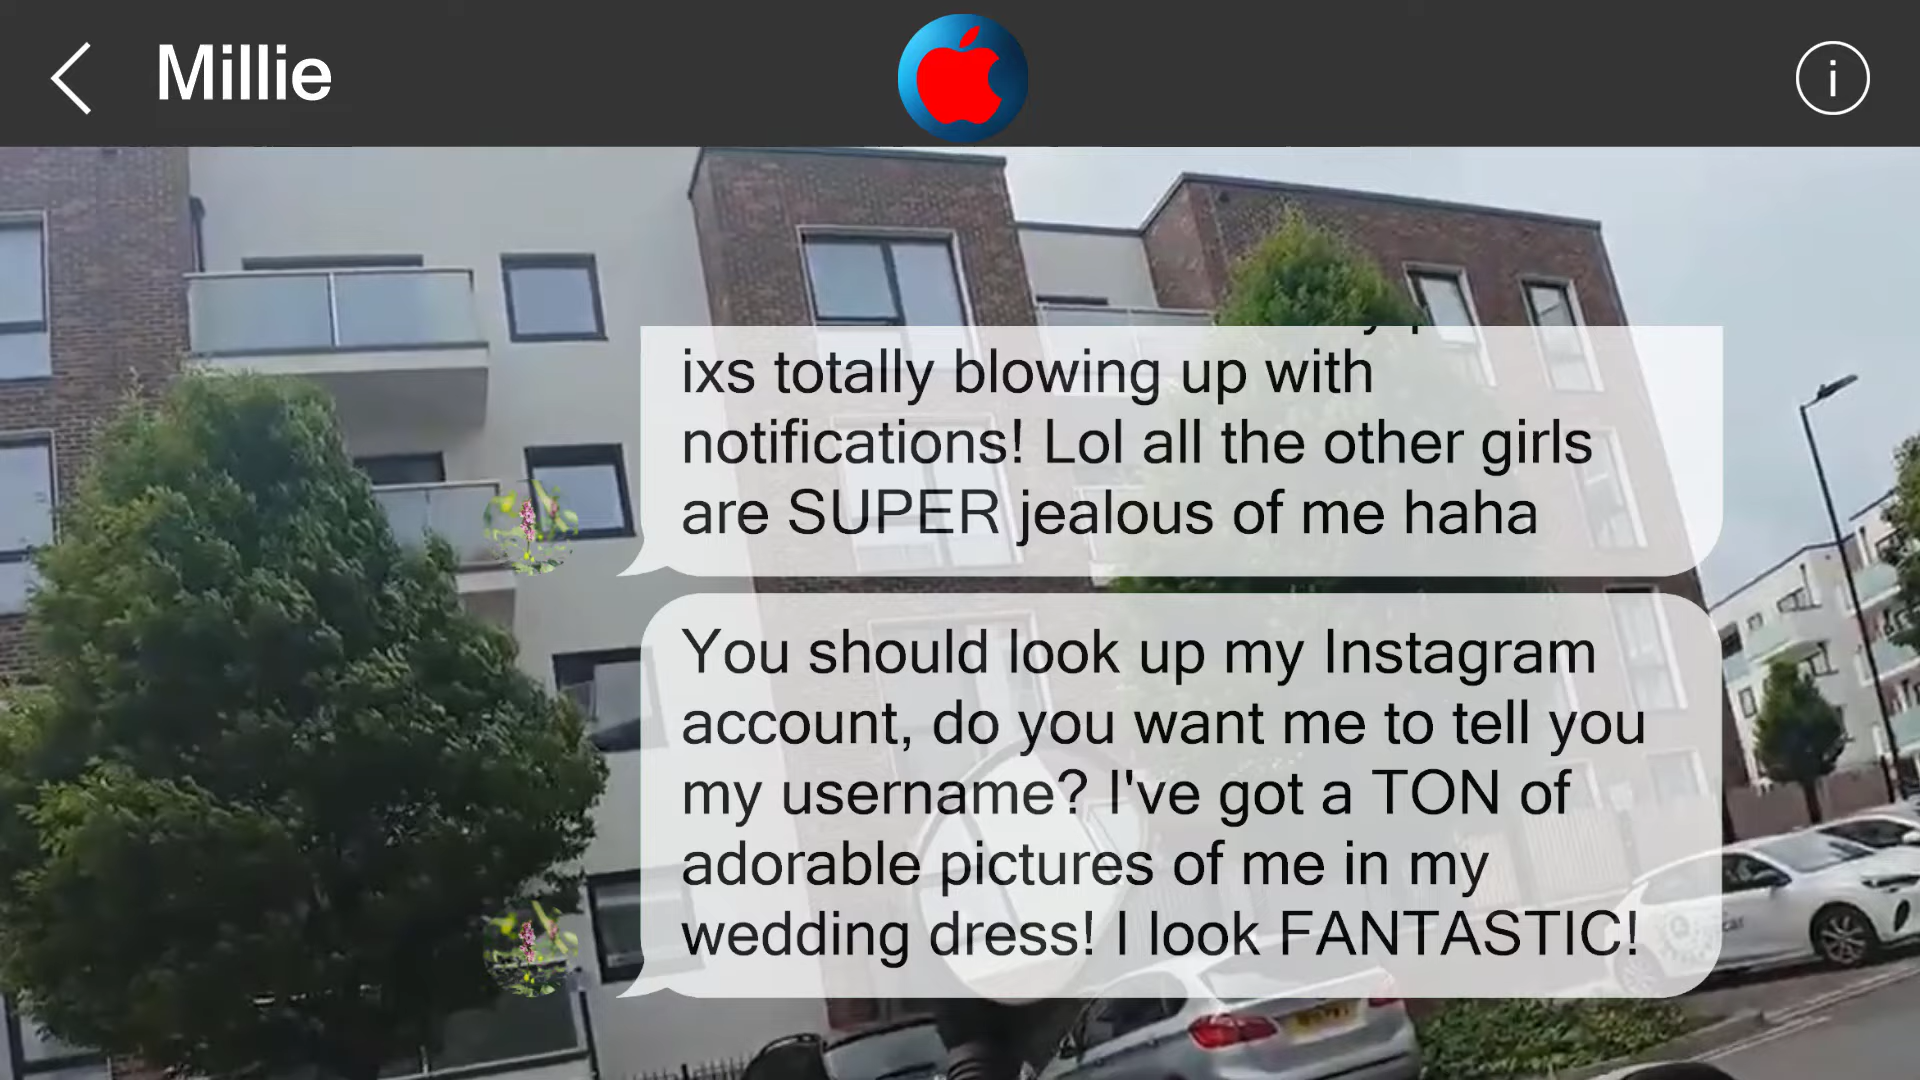 Millie
i
ixs totally blowing up with
notifications! Lol all the other girls
are SUPER jealous of me haha
You should look up my Instagram
account, do you want me to tell you
my username? I've got a TON of
adorable pictures of me in my
wedding dress! I look FANTASTIC!